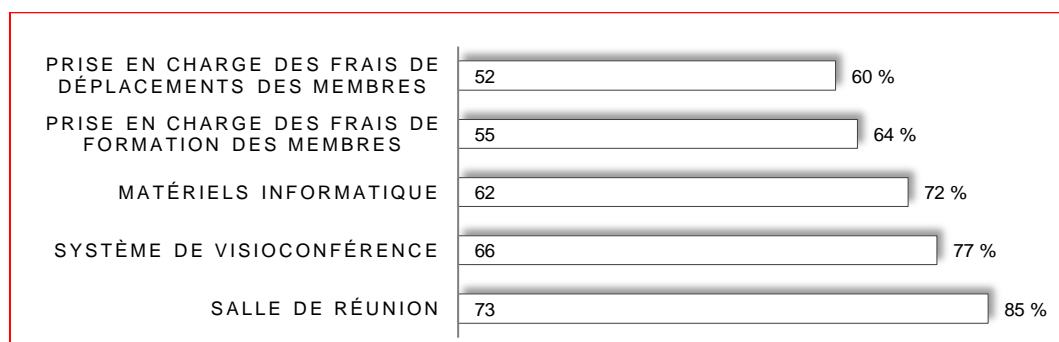 PRISE EN CHARGE DES FRAIS DE
DÉPLACEMENTS DES MEMBRES
52
60 %
PRISE EN CHARGE DES FRAIS DE
FORMATION DES MEMBRES
55
64 %
MATÉRIELS INFORMATIQUE
62
72 %
SYSTÈME DE VISIOCONFÉRENCE
66
77 %
SALLE DE RÉUNION
73
85 %